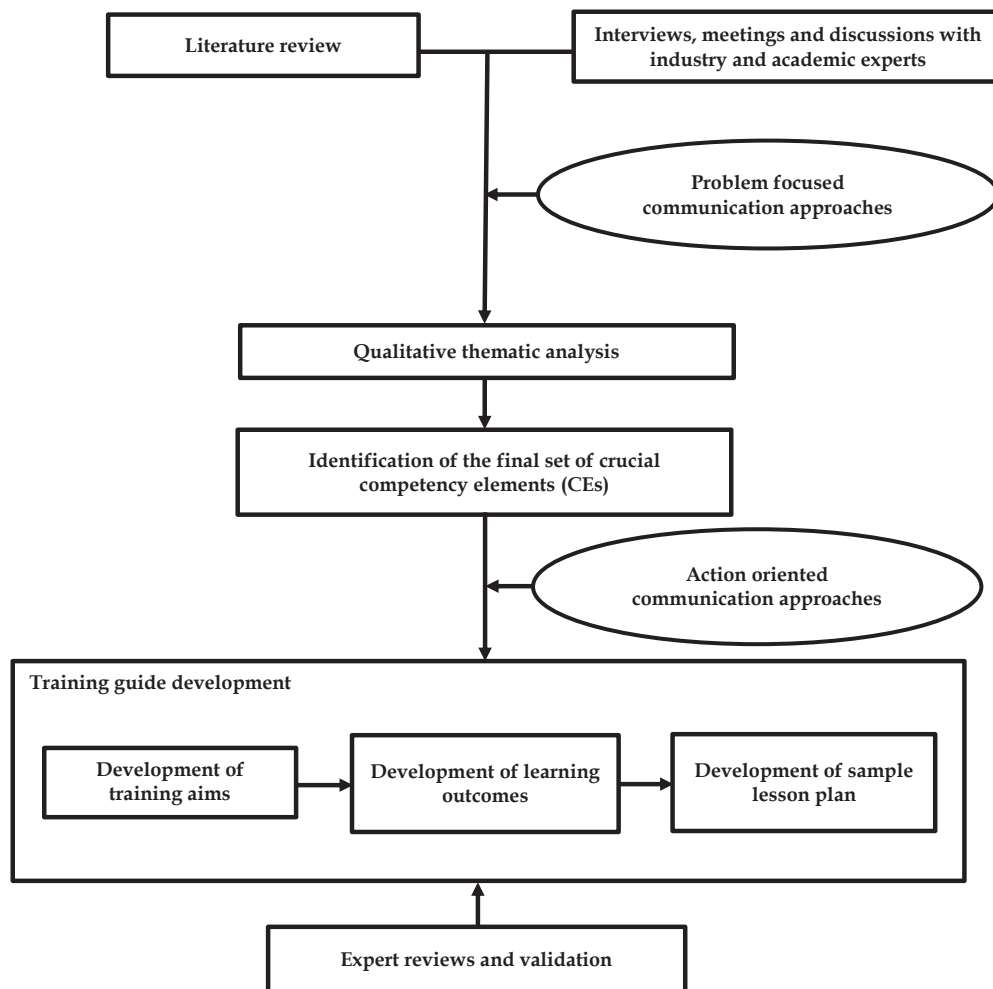 Literature review
Interviews, meetings and discussions with
industry and academic experts
Problem focused
communication approaches
Qualitative thematic analysis
Identification of the final set of crucial
competency elements (CEs)
Action oriented
communication approaches
Training guide development
Development of
training aims
Development of learning
outcomes
Development of sample
lesson plan
Expert reviews and validation